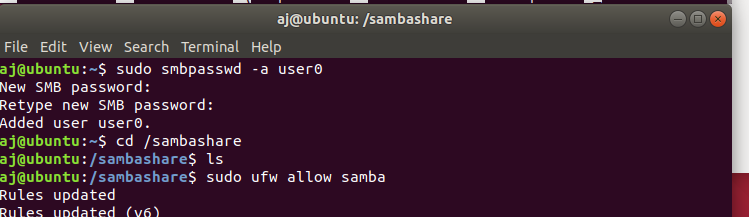 aj@ubuntu: /sambashare
File Edit View Search Terminal Help
aj@ubuntu:~$ sudo smbpasswd -a user0
New SMB password:
Retype new SMB password:
Added user user0.
aj@ubuntu:~$ cd /sambashare
aj@ubuntu:/sambashare$ ls
aj@ubuntu:/sambashare$ sudo ufw allow samba
Rules updated
Rules updated (v6)